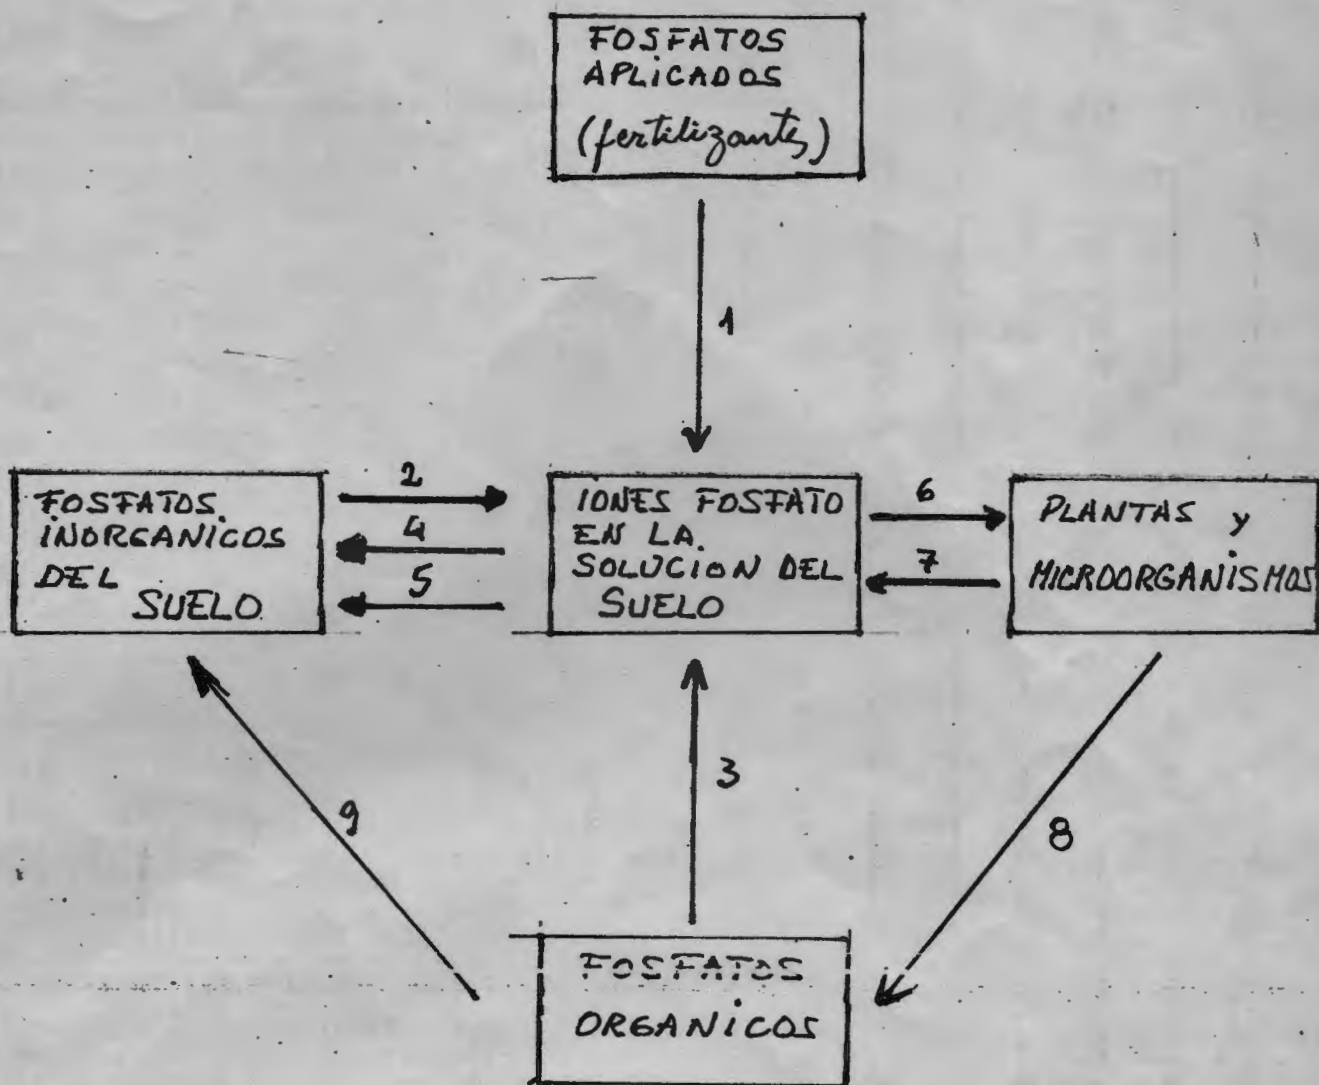 FOSFATOS
APLICADOS
(fertilizantes)
1
FOSFATOS
INORGANICOS
DEL
SUELO
2
4
5
IONES FOSFATO
EN LA
SOLUCION DEL
SUELO
6
7
PLANTAS y
MICROORGANISMOS
9
3
8
FOSFATOS
ORGANICOS